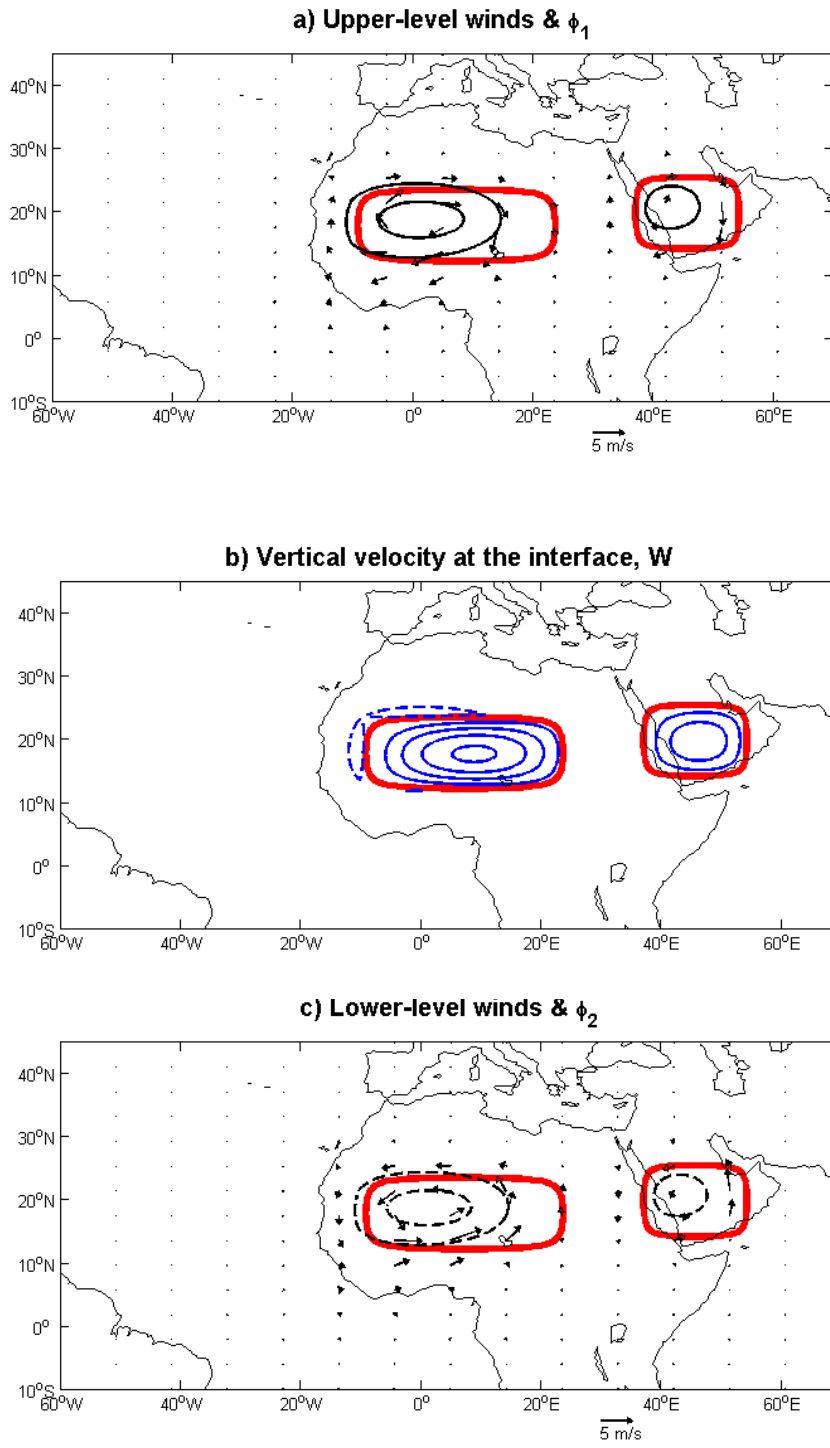 a) Upper-level winds & ϕ₁
40°N
30°N
20°N
10°N
0°
10°S
60°W 40°W 20°W 0° 20°E 40°E 60°E
5 m/s
b) Vertical velocity at the interface, W
40°N
30°N
20°N
10°N
0°
10°S
60°W 40°W 20°W 0° 20°E 40°E 60°E
c) Lower-level winds & ϕ₂
40°N
30°N
20°N
10°N
0°
10°S
60°W 40°W 20°W 0° 20°E 40°E 60°E
5 m/s